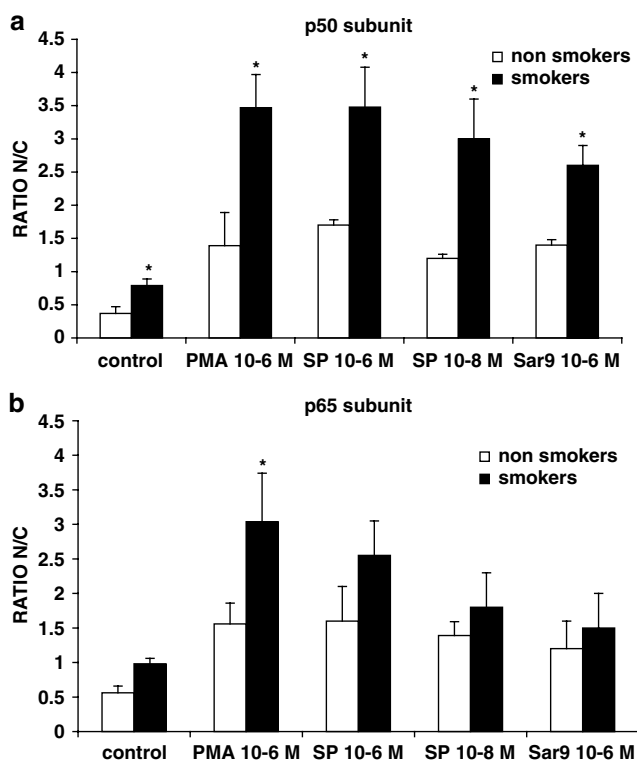 a
p50 subunit
4.5
4
3.5
3
2.5
2
1.5
1
0.5
0
RATIO N/C
non smokers
smokers
*
*
*
*
*
control PMA 10-6 M SP 10-6 M SP 10-8 M Sar9 10-6 M
b
p65 subunit
4.5
4
3.5
3
2.5
2
1.5
1
0.5
0
RATIO N/C
non smokers
smokers
*
control PMA 10-6 M SP 10-6 M SP 10-8 M Sar9 10-6 M